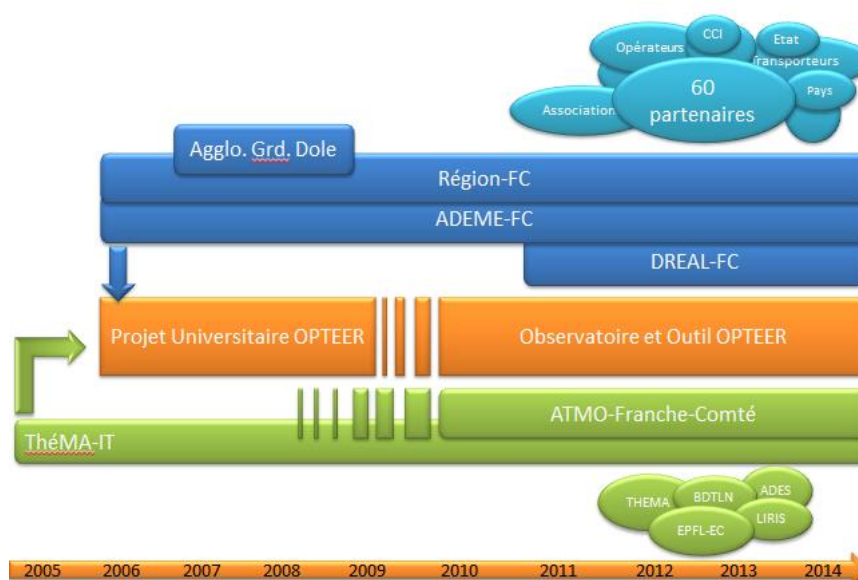 CCI
Opérateurs
Etat
Transporteurs
60
partenaires
Pays
Association
Agglo. Grd. Dole
Région-FC
ADEME-FC
DREAL-FC
Projet Universitaire OPTEER
Observatoire et Outil OPTEER
ATMO-Franche-Comté
ThéMA-IT
THEMA
BDTLN
ADES
EPFL-EC
LIRIS
2005 2006 2007 2008 2009 2010 2011 2012 2013 2014